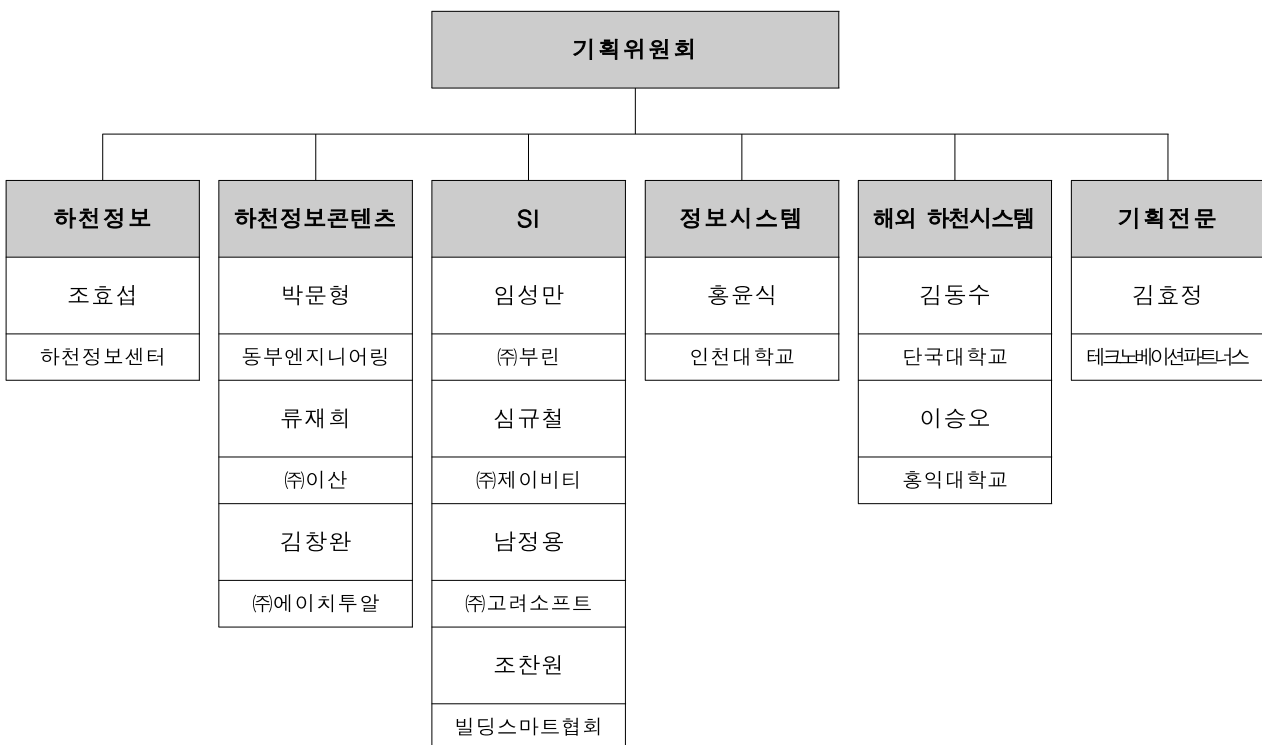 기획위원회
하천정보
조효섭
하천정보센터
하천정보콘텐츠
박문형
동부엔지니어링
류재희
㈜이산
김창완
㈜에이치투알
SI
임성만
㈜부린
심규철
㈜제이비티
남정용
㈜고려소프트
조찬원
빌딩스마트협회
정보시스템
홍윤식
인천대학교
해외 하천시스템
김동수
단국대학교
이승오
홍익대학교
기획전문
김효정
테크노베이션파트너스